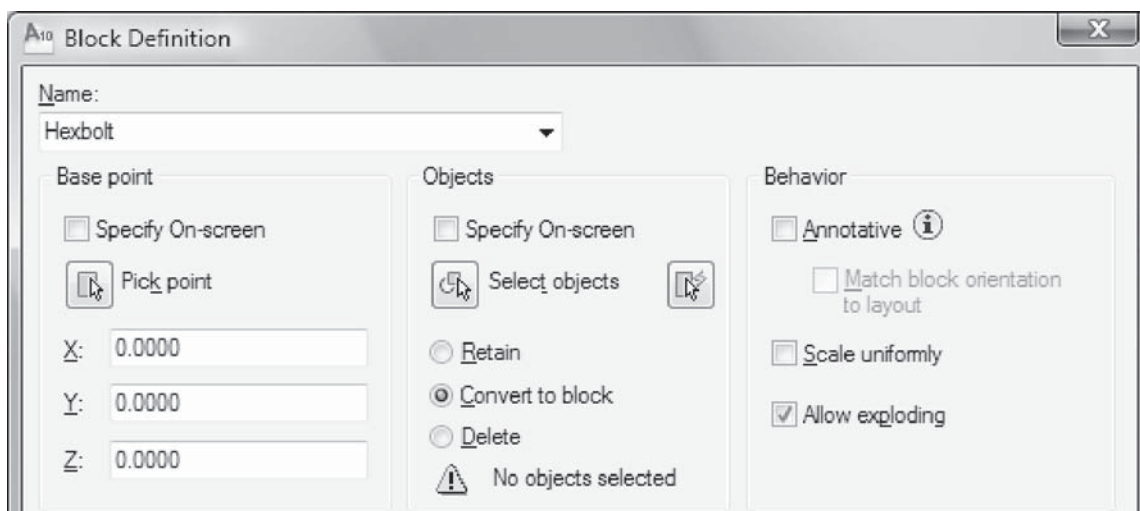 A10 Block Definition
Name:
Hexbolt
Base point
Specify On-screen
Pick point
X: 0.0000
Y: 0.0000
Z: 0.0000
Objects
Specify On-screen
Select objects
Retain
Convert to block
Delete
No objects selected
Behavior
Annotative
Match block orientation
to layout
Scale uniformly
Allow exploding